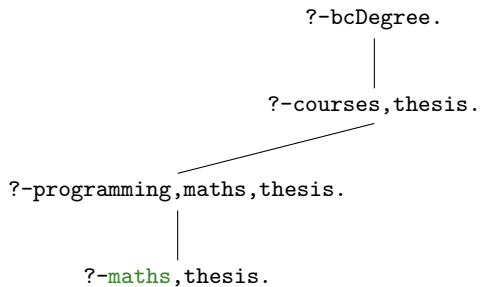 ?-bcDegree.
?-courses,thesis.
?-programming,maths,thesis.
?-maths,thesis.